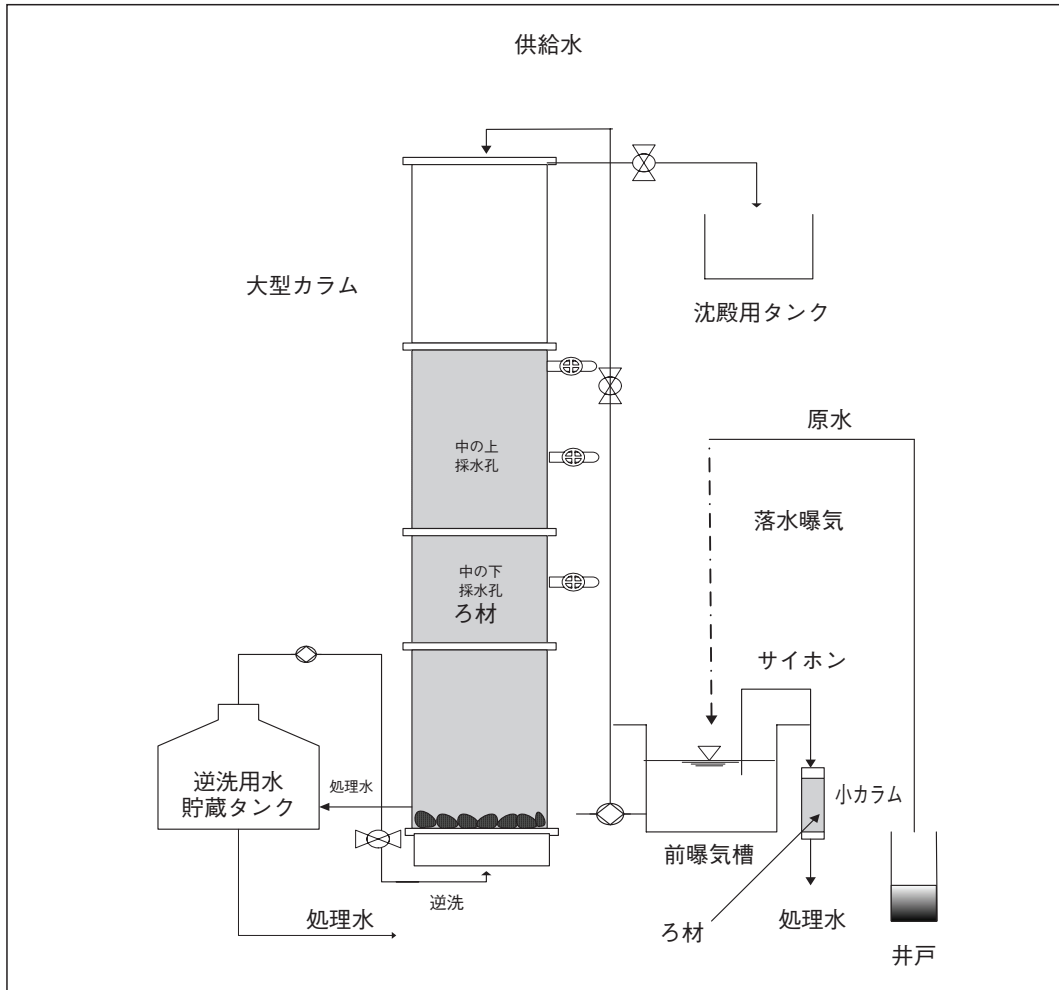 供給水
大型カラム
沈殿用タンク
原水
中の上
採水孔
落水曝気
中の下
採水孔
ろ材
サイホン
逆洗用水
貯蔵タンク
処理水
小カラム
前曝気槽
逆洗
処理水
ろ材
処理水
井戸